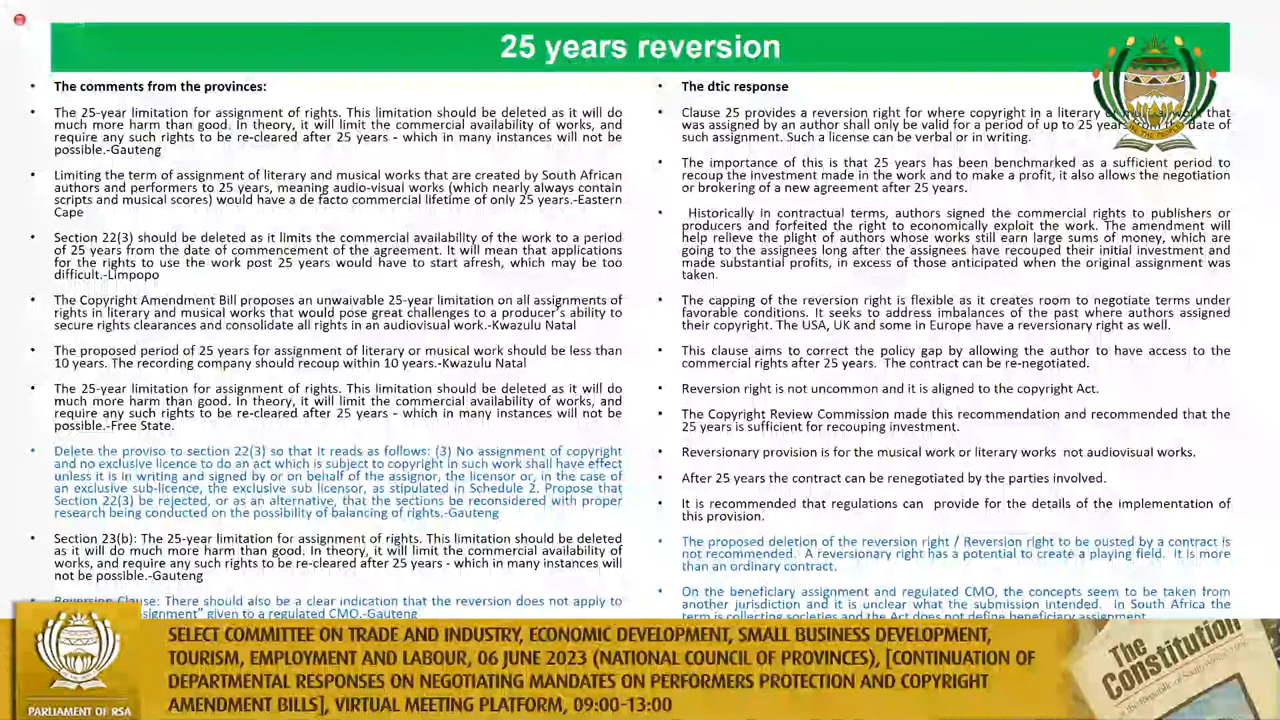 25 years reversion
• The comments from the provinces:
• The 25-year limitation for assignment of rights. This limitation should be deleted as it will do
much more harm than good. In theory, it will limit the commercial availability of works, and
require any such rights to be re-cleared after 25 years - which in many instances will not be
possible.-Gauteng
• Limiting the term of assignment of literary and musical works that are created by South African
authors and performers to 25 years, meaning audio-visual works (which nearly always contain
scripts and musical scores) would have a de facto commercial lifetime of only 25 years.-Eastern
Cape
• Section 22(3) should be deleted as it limits the commercial availability of the work to a period
of 25 years from the date of commencement of the agreement. It will mean that applications
for the rights to use the work post 25 years would have to start afresh, which may be too
difficult.-Limpopo
• The Copyright Amendment Bill proposes an unwaivable 25-year limitation on all assignments of
rights in literary and musical works that would pose great challenges to a producer's ability to
secure rights clearances and consolidate all rights in an audiovisual work.-Kwazulu Natal
• The proposed period of 25 years for assignment of literary or musical work should be less than
10 years. The recording company should recoup within 10 years.-Kwazulu Natal
• The 25-year limitation for assignment of rights. This limitation should be deleted as it will do
much more harm than good. In theory, it will limit the commercial availability of works, and
require any such rights to be re-cleared after 25 years - which in many instances will not be
possible.-Free State.
• Delete the proviso to section 22(3) so that it reads as follows: (3) No assignment of copyright
and no exclusive licence to do an act which is subject to copyright in such work shall have effect
unless it is in writing and signed by or on behalf of the assignor, the licensor or, in the case of
an exclusive sub-licence, the exclusive sub licensor, as stipulated in Schedule 2. Propose that
Section 22(3) be rejected, or as an alternative, that the sections be reconsidered with proper
research being conducted on the possibility of balancing of rights.-Gauteng
• Section 23(b): The 25-year limitation for assignment of rights. This limitation should be deleted
as it will do much more harm than good. In theory, it will limit the commercial availability of
works, and require any such rights to be re-cleared after 25 years - which in many instances will
not be possible.-Gauteng
Reversion Clause: There should also be a clear indication that the reversion does not apply to
signment" given to a regulated CMO.-Gauteng
• The dtic response
• Clause 25 provides a reversion right for where copyright in a literary or that
was assigned by an author shall only be valid for a period of up to 25 years date of
such assignment. Such a license can be verbal or in writing.
• The importance of this is that 25 years has been benchmarked as a sufficient period to
recoup the investment made in the work and to make a profit, it also allows the negotiation
or brokering of a new agreement after 25 years.
• Historically in contractual terms, authors signed the commercial rights to publishers or
producers and forfeited the right to economically exploit the work. The amendment will
help relieve the plight of authors whose works still earn large sums of money, which are
going to the assignees long after the assignees have recouped their initial investment and
made substantial profits, in excess of those anticipated when the original assignment was
taken.
• The capping of the reversion right is flexible as it creates room to negotiate terms under
favorable conditions. It seeks to address imbalances of the past where authors assigned
their copyright. The USA, UK and some in Europe have a reversionary right as well.
• This clause aims to correct the policy gap by allowing the author to have access to the
commercial rights after 25 years. The contract can be re-negotiated.
• Reversion right is not uncommon and it is aligned to the copyright Act.
• The Copyright Review Commission made this recommendation and recommended that the
25 years is sufficient for recouping investment.
• Reversionary provision is for the musical work or literary works not audiovisual works.
• After 25 years the contract can be renegotiated by the parties involved.
• It is recommended that regulations can provide for the details of the implementation of
this provision.
• The proposed deletion of the reversion right / Reversion right to be ousted by a contract is
not recommended. A reversionary right has a potential to create a playing field. It is more
than an ordinary contract.
• On the beneficiary assignment and regulated CMO, the concepts seem to be taken from
another jurisdiction and it is unclear what the submission intended. In South Africa the
term is collecting societies and the Act does not define beneficiary assignment.
SELECT COMMITTEE ON TRADE AND INDUSTRY, ECONOMIC DEVELOPMENT, SMALL BUSINESS DEVELOPMENT,
TOURISM, EMPLOYMENT AND LABOUR, 06 JUNE 2023 (NATIONAL COUNCIL OF PROVINCES), [CONTINUATION OF
DEPARTMENTAL RESPONSES ON NEGOTIATING MANDATES ON PERFORMERS PROTECTION AND COPYRIGHT
AMENDMENT BILLS], VIRTUAL MEETING PLATFORM, 09:00-13:00
PARLIAMENT OF RSA
The
Constitution